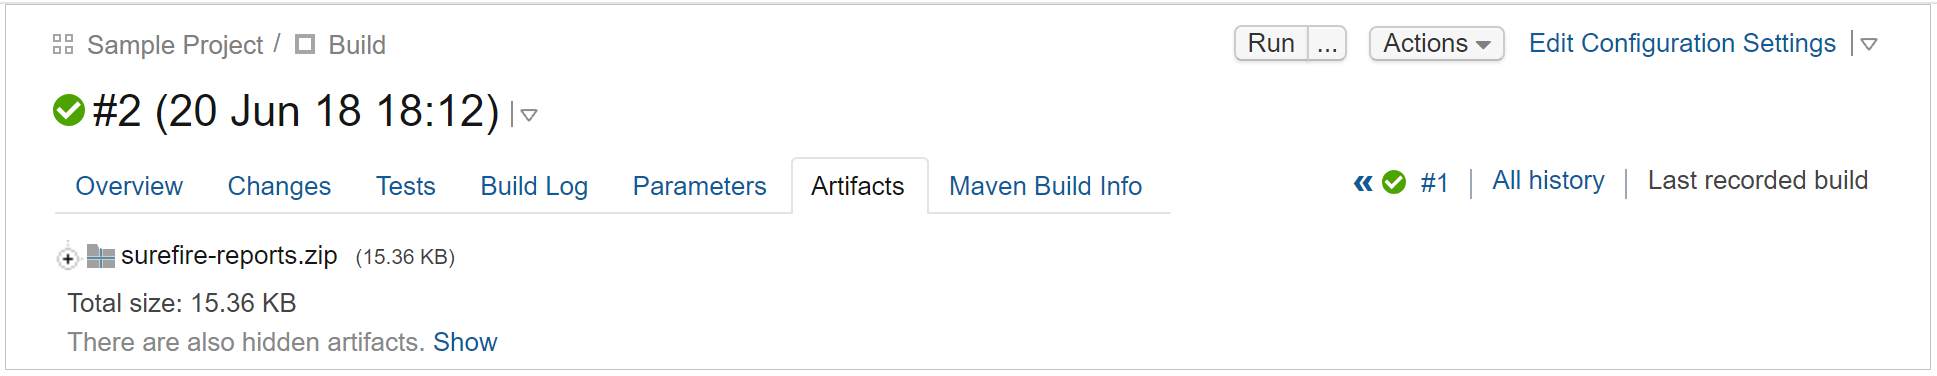 Sample Project / Build
Run ... Actions Edit Configuration Settings
#2 (20 Jun 18 18:12)
Overview Changes Tests Build Log Parameters Artifacts Maven Build Info
« #1 | All history | Last recorded build
surefire-reports.zip (15.36 KB)
Total size: 15.36 KB
There are also hidden artifacts. Show